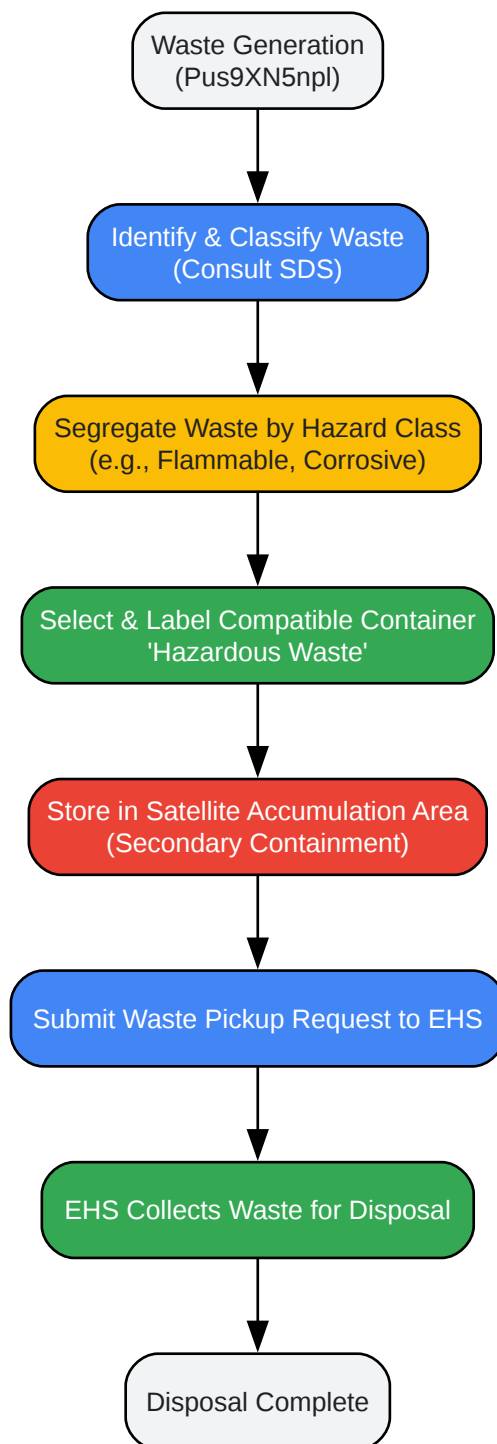 Waste Generation
(Pus9XN5npl)
Identify & Classify Waste
(Consult SDS)
Segregate Waste by Hazard Class
(e.g., Flammable, Corrosive)
Select & Label Compatible Container
'Hazardous Waste'
Store in Satellite Accumulation Area
(Secondary Containment)
Submit Waste Pickup Request to EHS
EHS Collects Waste for Disposal
Disposal Complete